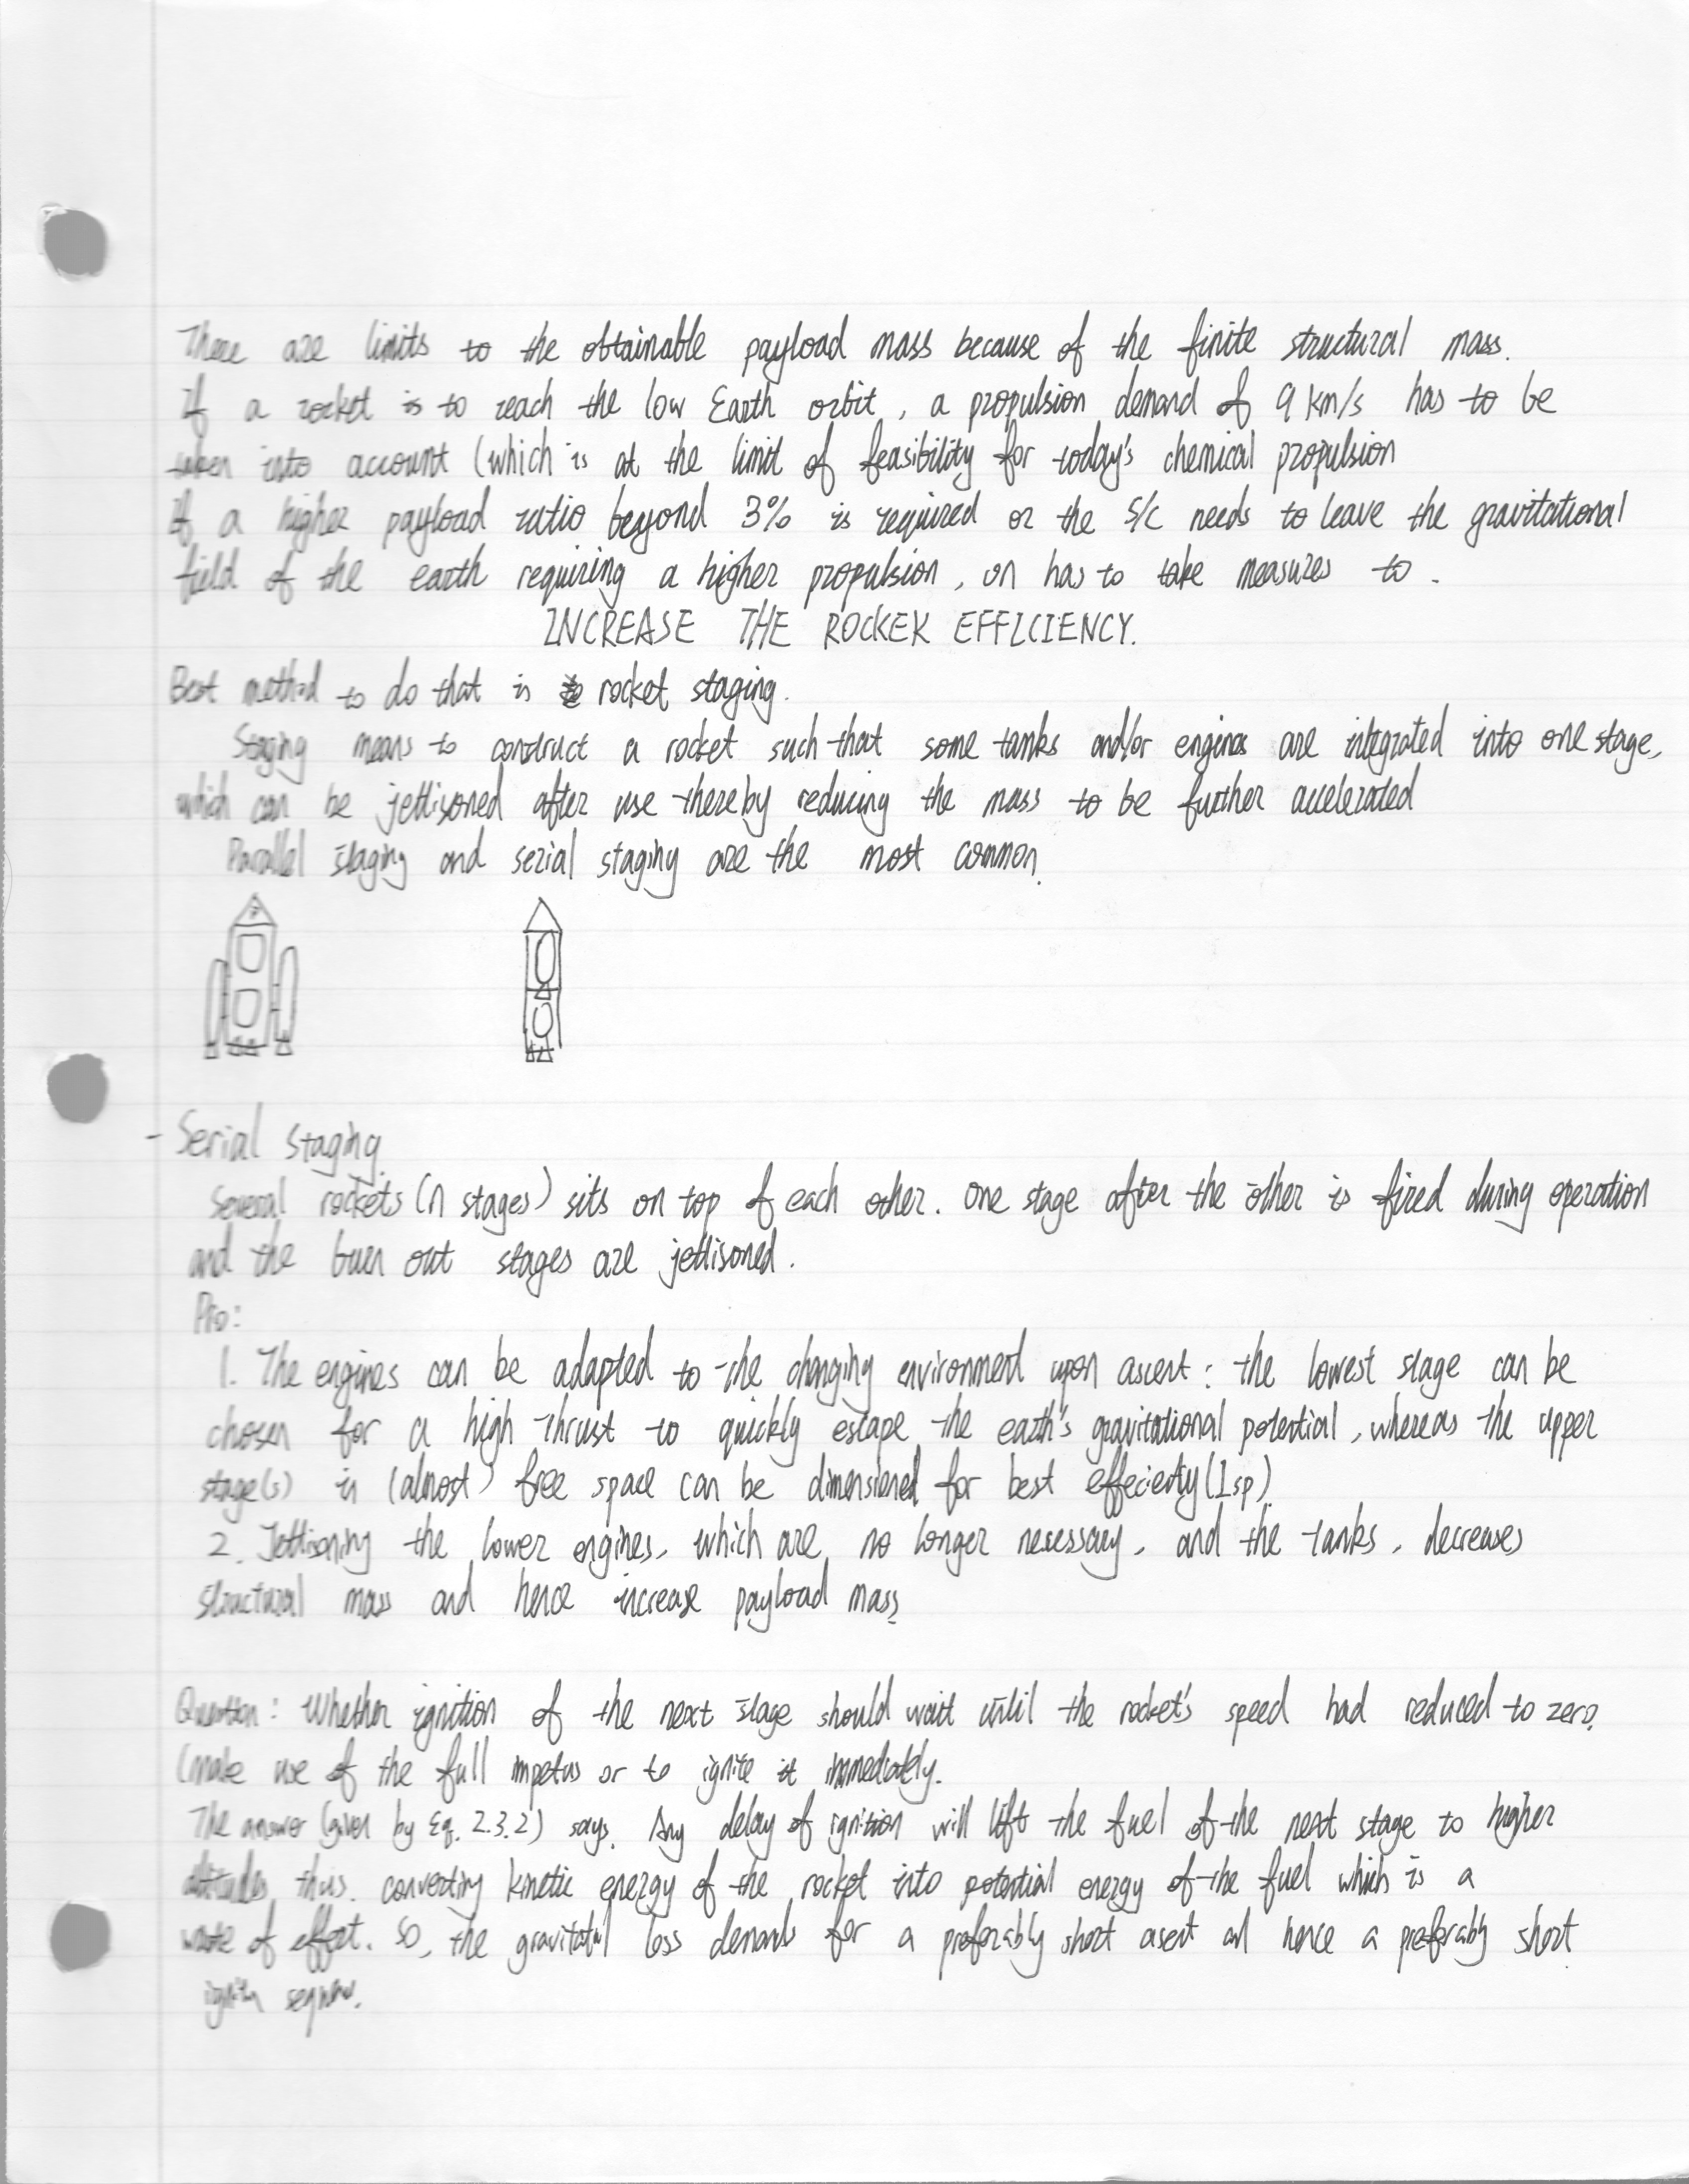 There are limits to the obtainable payload mass because of the finite structural mass.
If a rocket is to reach the low Earth orbit, a propulsion demand of 9 km/s has to be
taken into account (which is at the limit of feasibility for today's chemical propulsion
If a higher payload ratio beyond 3% is required or the S/C needs to leave the gravitational
field of the earth requiring a higher propulsion, on has to take measures to.
INCREASE THE ROCKEK EFFICIENCY.
Best method to do that is rocket staging.
Staging means to construct a rocket such that some tanks and/or engines are integrated into one stage,
which can be jettisoned after use thereby reducing the mass to be further accelerated
Parallel staging and serial staging are the most common.
- Serial staging
Several rockets (n stages) sits on top of each other. One stage after the other is fired during operation
and the burn out stages are jettisoned.
Pro:
1. The engines can be adapted to the changing environment upon ascent: the lowest stage can be
chosen for a high thrust to quickly escape the earth's gravitational potential, whereas the upper
stage(s) in (almost) free space can be dimensioned for best effeciently (Isp).
2. Jettisoning the lower engines, which are no longer necessary, and the tanks, decreases
structural mass and hence increase payload mass
Question: Whether ignition of the next stage should wait until the rocket's speed had reduced to zero.
(make use of the full impetus or to ignite it immediately.
The answer (given by Eq. 2.3.2) says. Any delay of ignition will lift the fuel of the next stage to higher
altitudes, thus. converting kinetic energy of the rocket into potential energy of the fuel which is a
waste of effort. So, the loss demands for a preferably short ascent and hence a preferably short